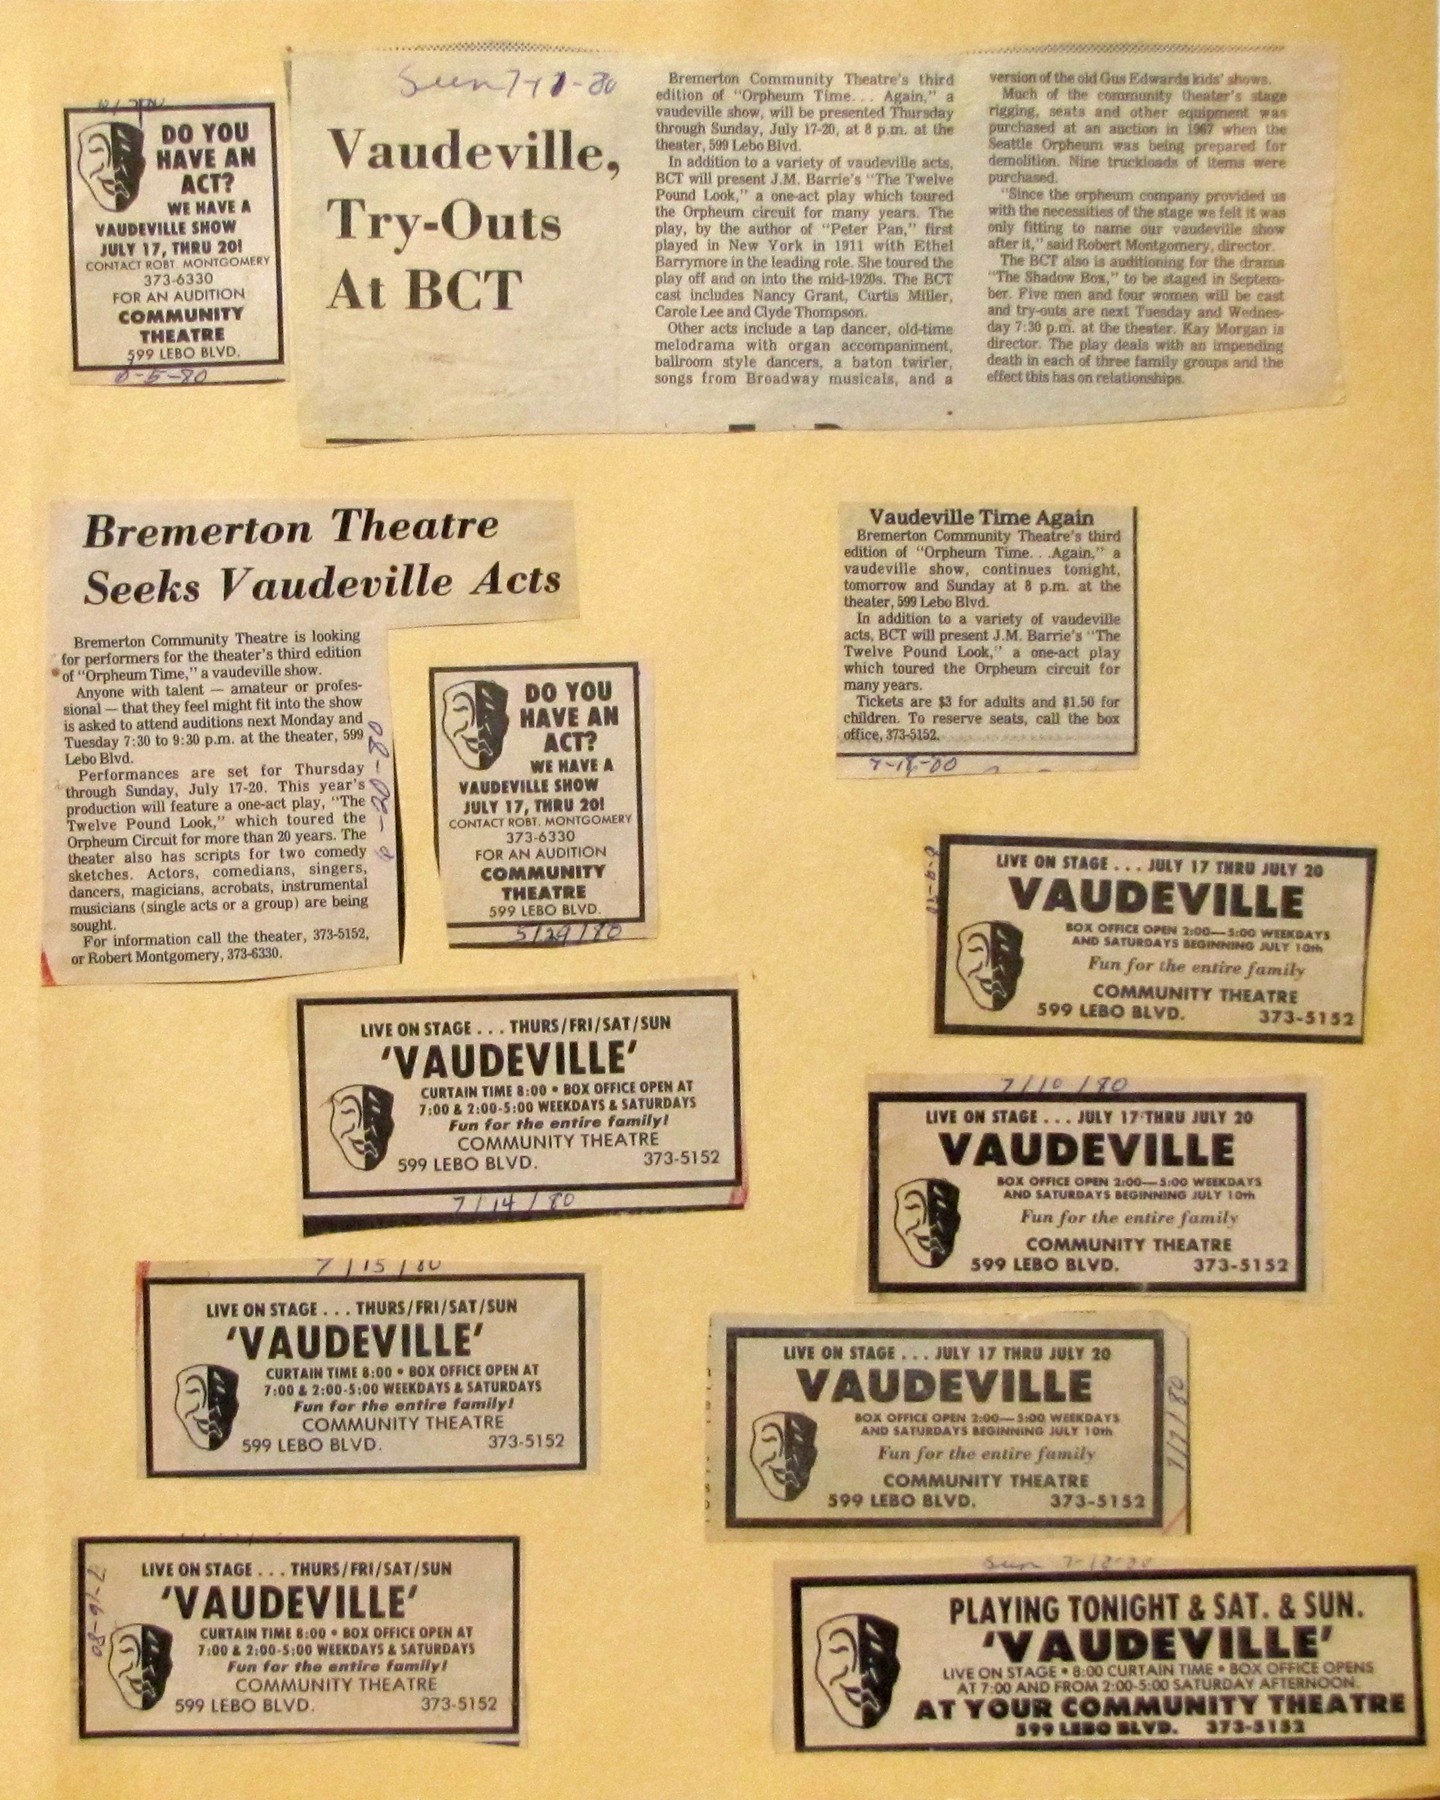 DO YOU
HAVE AN
ACT?
WE HAVE A
VAUDEVILLE SHOW
JULY 17, THRU 20!
CONTACT ROBT. MONTGOMERY
373-6330
FOR AN AUDITION
COMMUNITY
THEATRE
599 LEBO BLVD.
6-5-80
Vaudeville,
Try-Outs
At BCT
Bremerton Community Theatre's third
edition of "Orpheum Time. . . Again," a
vaudeville show, will be presented Thursday
through Sunday, July 17-20, at 8 p.m. at the
theater, 599 Lebo Blvd.
In addition to a variety of vaudeville acts,
BCT will present J.M. Barrie's "The Twelve
Pound Look," a one-act play which toured
the Orpheum circuit for many years. The
play, by the author of "Peter Pan," first
played in New York in 1911 with Ethel
Barrymore in the leading role. She toured the
play off and on into the mid-1920s. The BCT
cast includes Nancy Grant, Curtis Miller,
Carole Lee and Clyde Thompson.
Other acts include a tap dancer, old-time
melodrama with organ accompaniment,
ballroom style dancers, a baton twirler,
songs from Broadway musicals, and a
version of the old Gus Edwards kids' shows.
Much of the community theater's stage
rigging, seats and other equipment was
purchased at an auction in 1967 when the
Seattle Orpheum was being prepared for
demolition. Nine truckloads of items were
purchased.
"Since the orpheum company provided us
with the necessities of the stage we felt it was
only fitting to name our vaudeville show
after it," said Robert Montgomery, director.
The BCT also is auditioning for the drama
"The Shadow Box," to be staged in Septem-
ber. Five men and four women will be cast
and try-outs are next Tuesday and Wednes-
day 7:30 p.m. at the theater. Kay Morgan is
director. The play deals with an impending
death in each of three family groups and the
effect this has on relationships.
Bremerton Theatre
Seeks Vaudeville Acts
Bremerton Community Theatre is looking
for performers for the theater's third edition
of "Orpheum Time," a vaudeville show.
Anyone with talent — amateur or profes-
sional — that they feel might fit into the show
is asked to attend auditions next Monday and
Tuesday 7:30 to 9:30 p.m. at the theater, 599
Lebo Blvd.
Performances are set for Thursday
through Sunday, July 17-20. This year's
production will feature a one-act play, "The
Twelve Pound Look," which toured the
Orpheum Circuit for more than 20 years. The
theater also has scripts for two comedy
sketches. Actors, comedians, singers,
dancers, magicians, acrobats, instrumental
musicians (single acts or a group) are being
sought.
For information call the theater, 373-5152,
or Robert Montgomery, 373-6330.
DO YOU
HAVE AN
ACT?
WE HAVE A
VAUDEVILLE SHOW
JULY 17, THRU 20!
CONTACT ROBT. MONTGOMERY
373-6330
FOR AN AUDITION
COMMUNITY
THEATRE
599 LEBO BLVD.
5/29/80
Vaudeville Time Again
Bremerton Community Theatre's third
edition of "Orpheum Time. . .Again," a
vaudeville show, continues tonight,
tomorrow and Sunday at 8 p.m. at the
theater, 599 Lebo Blvd.
In addition to a variety of vaudeville
acts, BCT will present J.M. Barrie's "The
Twelve Pound Look," a one-act play
which toured the Orpheum circuit for
many years.
Tickets are $3 for adults and $1.50 for
children. To reserve seats, call the box
office, 373-5152.
LIVE ON STAGE . . . JULY 17 THRU JULY 20
VAUDEVILLE
BOX OFFICE OPEN 2:00—5:00 WEEKDAYS
AND SATURDAYS BEGINNING JULY 10th
Fun for the entire family
COMMUNITY THEATRE
599 LEBO BLVD. 373-5152
LIVE ON STAGE . . . THURS/FRI/SAT/SUN
'VAUDEVILLE'
CURTAIN TIME 8:00 • BOX OFFICE OPEN AT
7:00 & 2:00-5:00 WEEKDAYS & SATURDAYS
Fun for the entire family!
COMMUNITY THEATRE
599 LEBO BLVD. 373-5152
7/14/80
7/10/80
LIVE ON STAGE . . . JULY 17 THRU JULY 20
VAUDEVILLE
BOX OFFICE OPEN 2:00—5:00 WEEKDAYS
AND SATURDAYS BEGINNING JULY 10th
Fun for the entire family
COMMUNITY THEATRE
599 LEBO BLVD. 373-5152
7/15/80
LIVE ON STAGE . . . THURS/FRI/SAT/SUN
'VAUDEVILLE'
CURTAIN TIME 8:00 • BOX OFFICE OPEN AT
7:00 & 2:00-5:00 WEEKDAYS & SATURDAYS
Fun for the entire family!
COMMUNITY THEATRE
599 LEBO BLVD. 373-5152
LIVE ON STAGE . . . JULY 17 THRU JULY 20
VAUDEVILLE
BOX OFFICE OPEN 2:00—5:00 WEEKDAYS
AND SATURDAYS BEGINNING JULY 10th
Fun for the entire family
COMMUNITY THEATRE
599 LEBO BLVD. 373-5152
7-16-80
LIVE ON STAGE . . . THURS/FRI/SAT/SUN
'VAUDEVILLE'
CURTAIN TIME 8:00 • BOX OFFICE OPEN AT
7:00 & 2:00-5:00 WEEKDAYS & SATURDAYS
Fun for the entire family!
COMMUNITY THEATRE
599 LEBO BLVD. 373-5152
Sun 7-18-80
PLAYING TONIGHT & SAT. & SUN.
'VAUDEVILLE'
LIVE ON STAGE • 8:00 CURTAIN TIME • BOX OFFICE OPENS
AT 7:00 AND FROM 2:00-5:00 SATURDAY AFTERNOON.
AT YOUR COMMUNITY THEATRE
599 LEBO BLVD. 373-5152